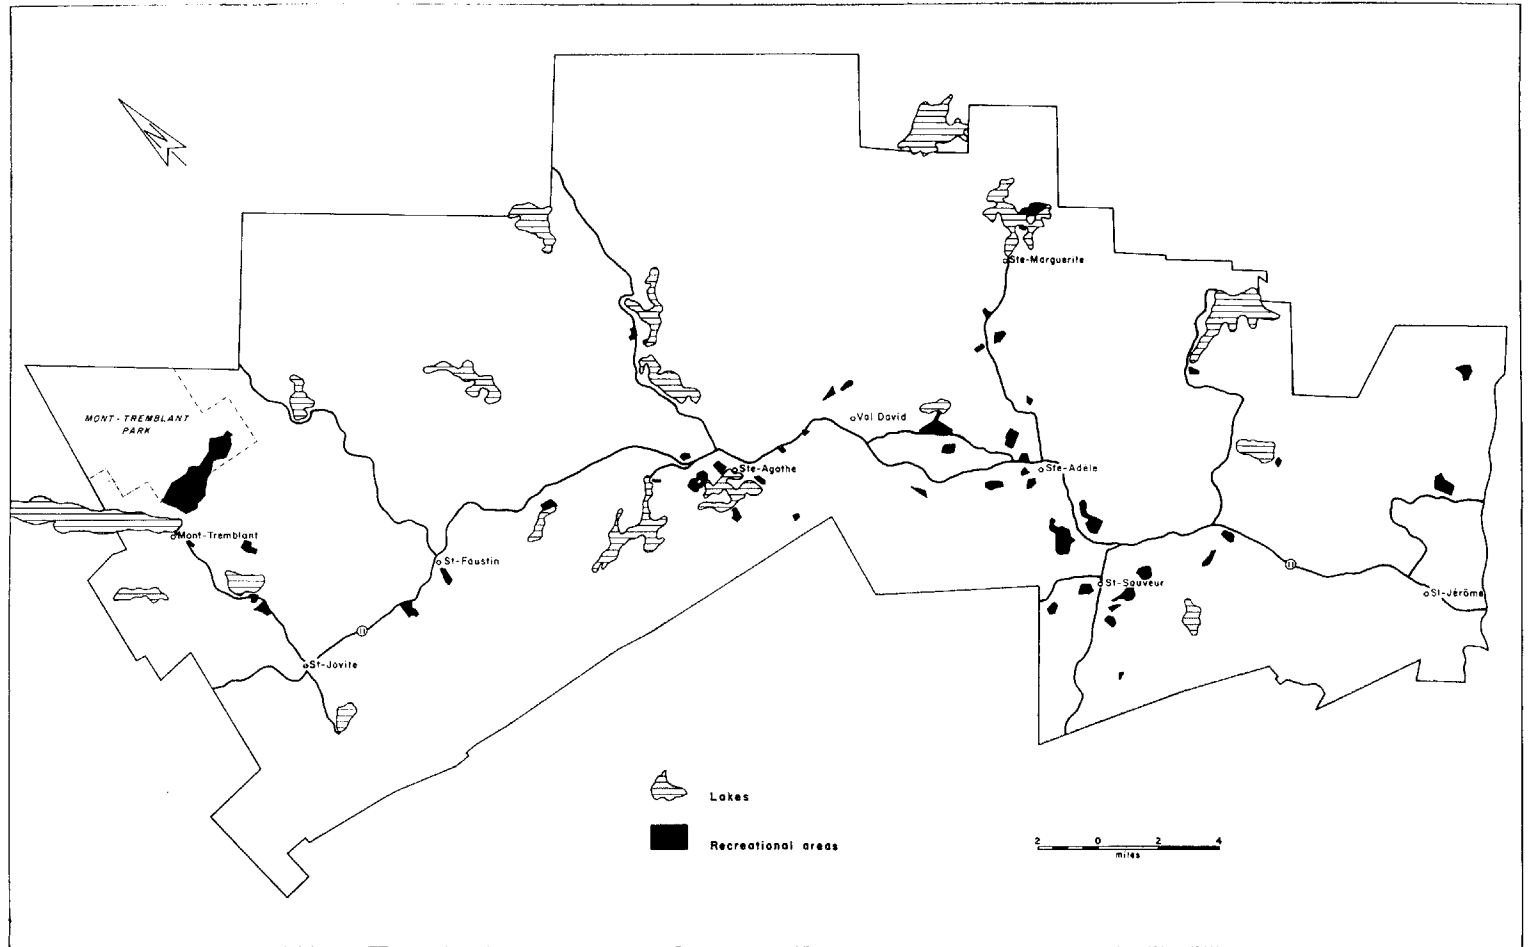 N
Ste-Marguerite
MONT-TREMBLANT
PARK
Val David
Ste-Agathe
Ste-Adèle
Mont-Tremblant
St-Faustin
St-Sauveur
11
St-Jérôme
11
St-Jovite
Lakes
Recreational areas
2 0 2 4
miles